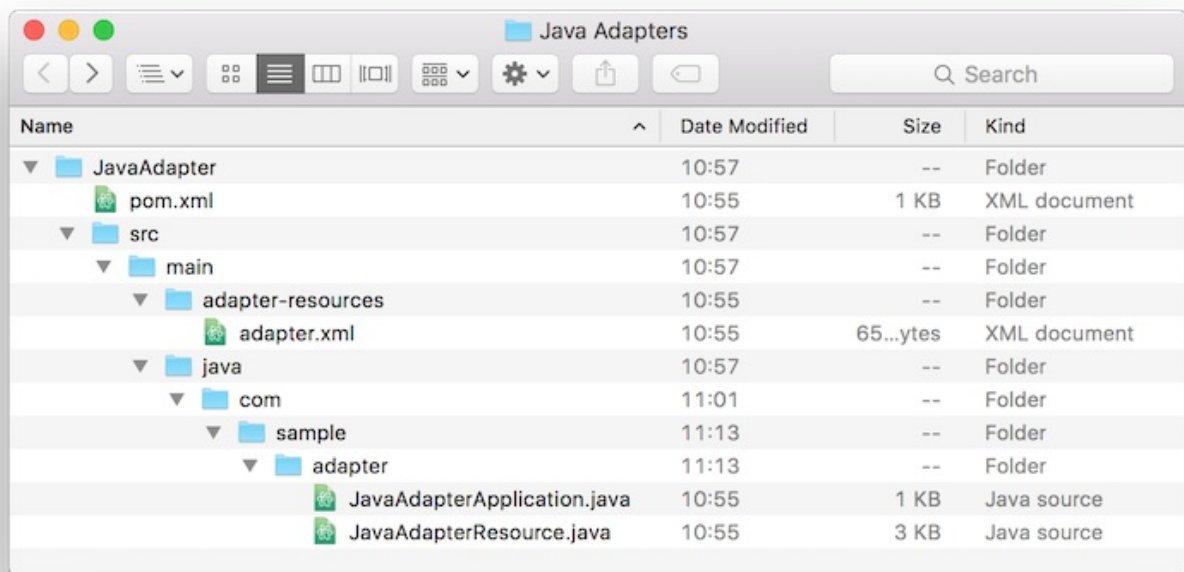 Java Adapters
Search
Name Date Modified Size Kind
JavaAdapter 10:57 -- Folder
pom.xml 10:55 1 KB XML document
src 10:57 -- Folder
main 10:57 -- Folder
adapter-resources 10:55 -- Folder
adapter.xml 10:55 65...ytes XML document
java 10:57 -- Folder
com 11:01 -- Folder
sample 11:13 -- Folder
adapter 11:13 -- Folder
JavaAdapterApplication.java 10:55 1 KB Java source
JavaAdapterResource.java 10:55 3 KB Java source